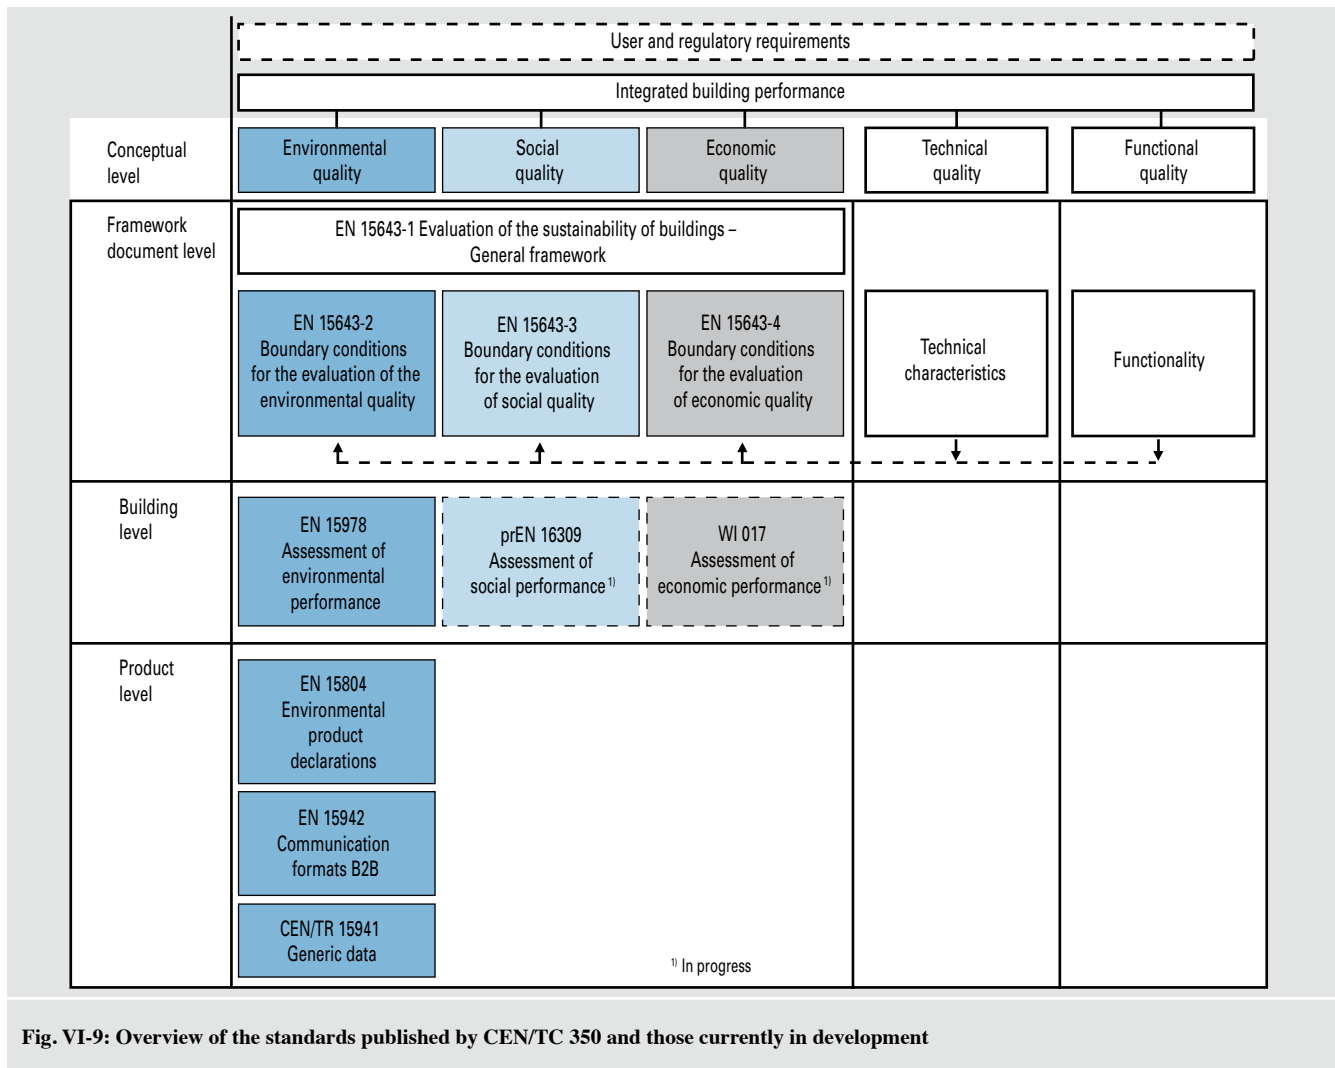 User and regulatory requirements
Integrated building performance
Conceptual
level
Environmental
quality
Social
quality
Economic
quality
Technical
quality
Functional
quality
Framework
document level
EN 15643-1 Evaluation of the sustainability of buildings –
General framework
EN 15643-2
Boundary conditions
for the evaluation of the
environmental quality
EN 15643-3
Boundary conditions
for the evaluation
of social quality
EN 15643-4
Boundary conditions
for the evaluation
of economic quality
Technical
characteristics
Functionality
Building
level
EN 15978
Assessment of
environmental
performance
prEN 16309
Assessment of
social performance 1)
WI 017
Assessment of
economic performance 1)
Product
level
EN 15804
Environmental
product
declarations
EN 15942
Communication
formats B2B
CEN/TR 15941
Generic data
1) In progress
Fig. VI-9: Overview of the standards published by CEN/TC 350 and those currently in development